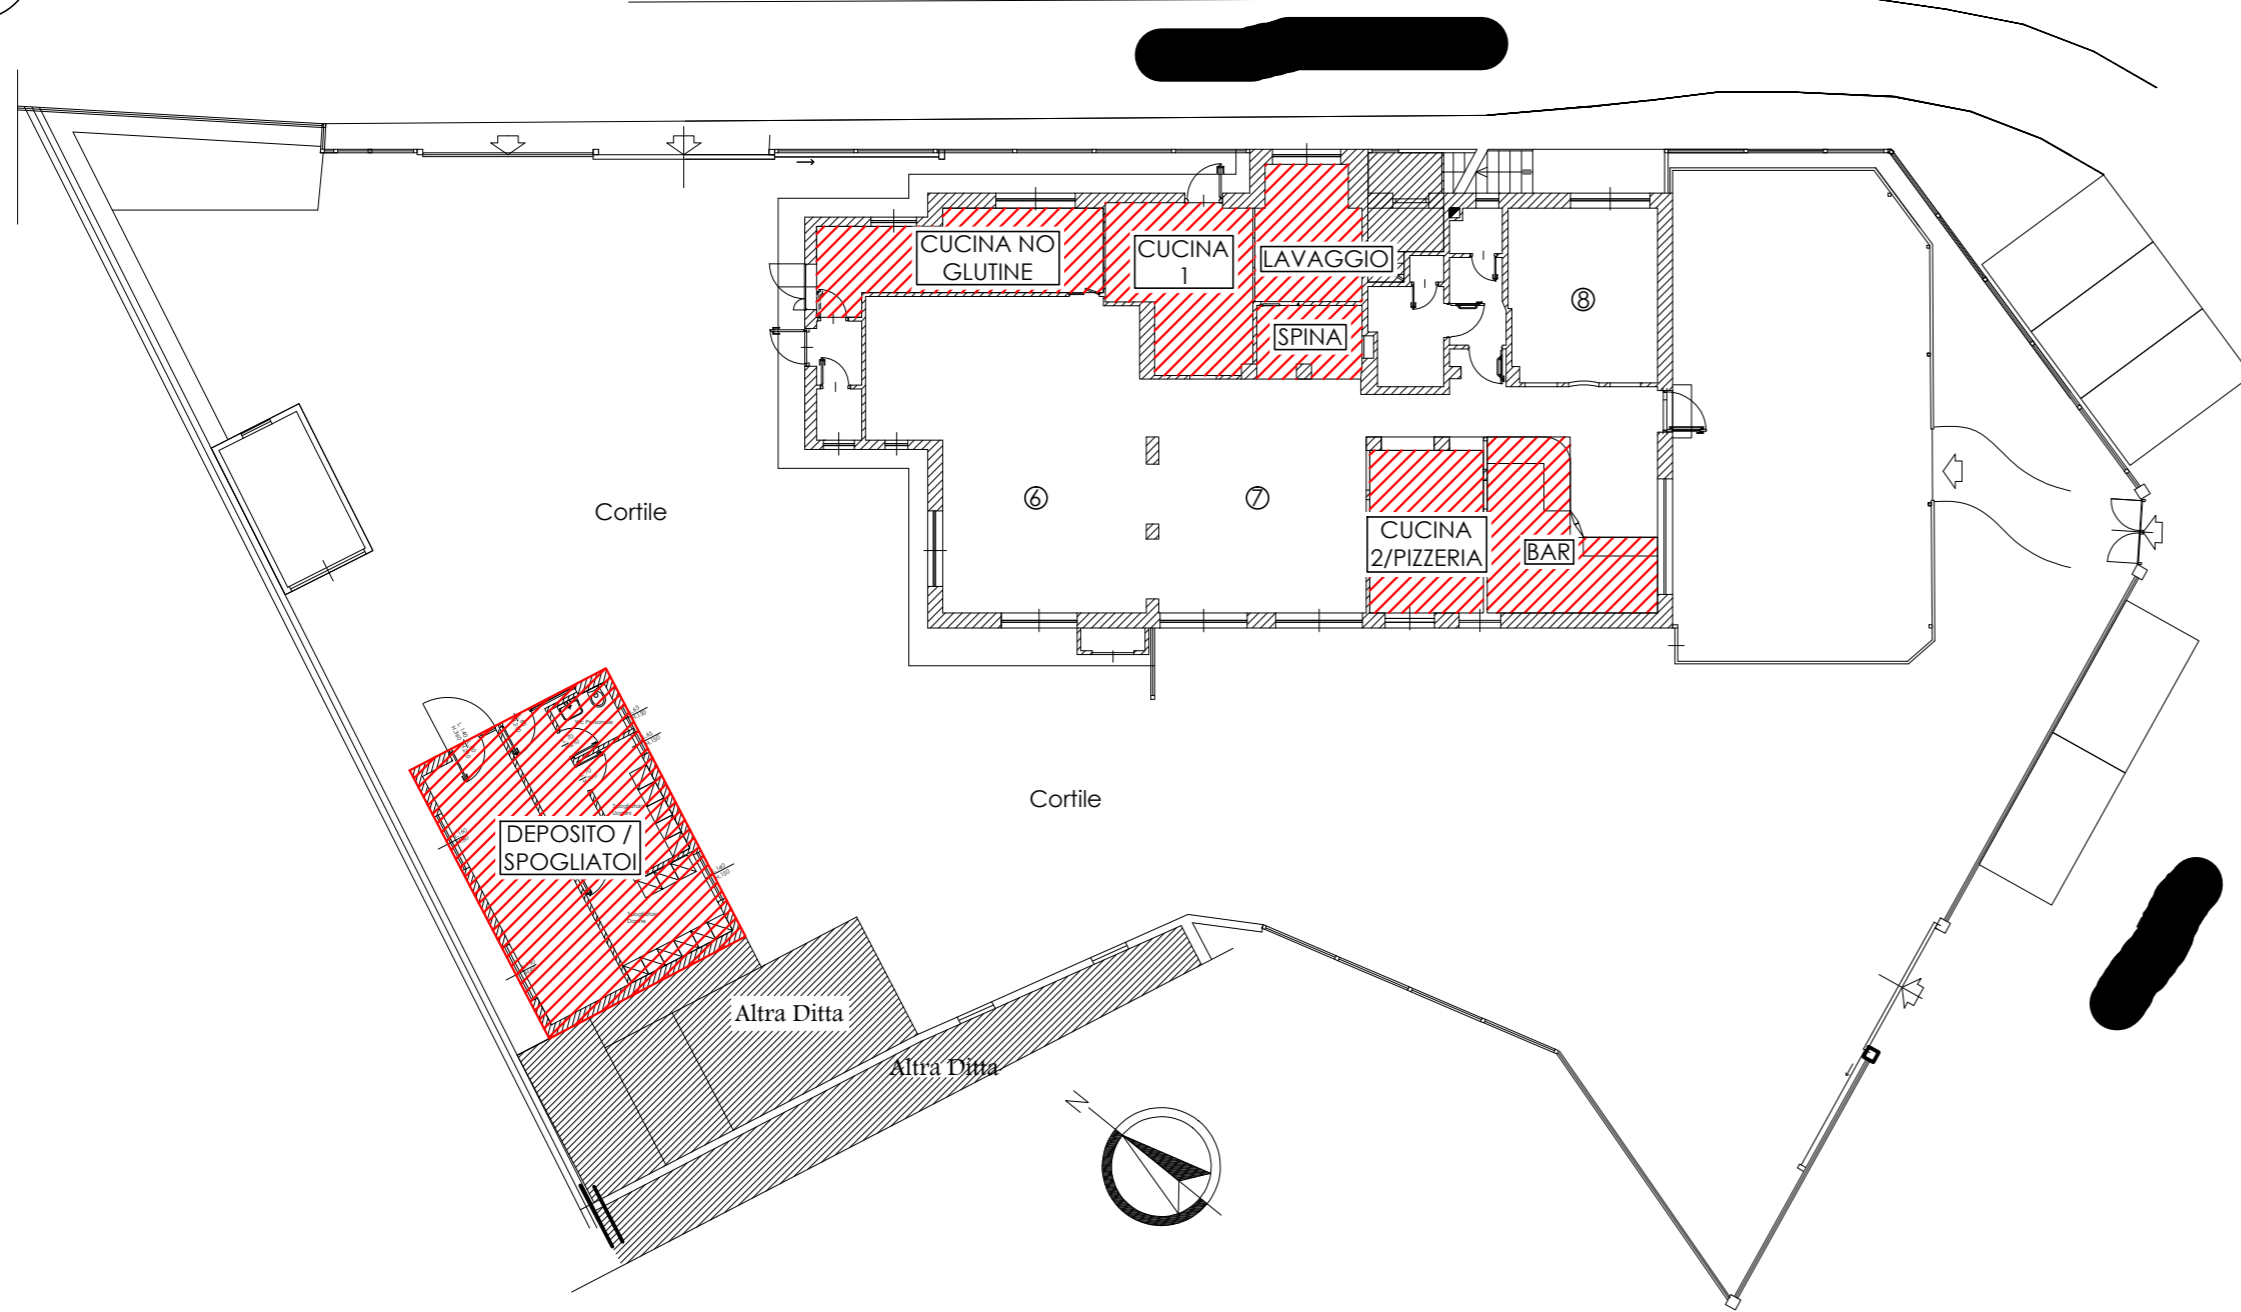 CUCINA NO
GLUTINE
CUCINA
1
LAVAGGIO
SPINA
⑧
⑥
⑦
Cortile
CUCINA
2/PIZZERIA
BAR
Cortile
DEPOSITO /
SPOGLIATOI
Altra Ditta
Altra Ditta
N